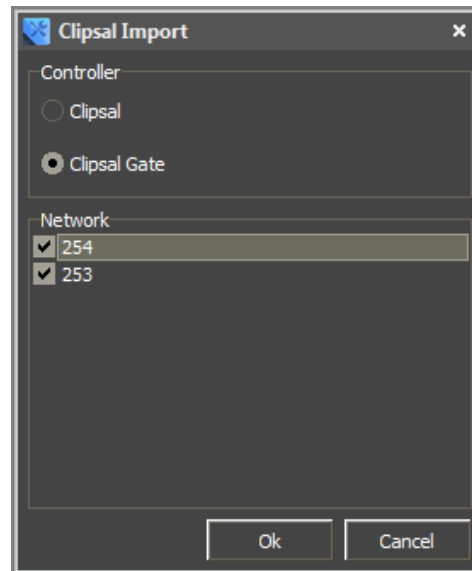 Clipsal Import
Controller
Clipsal
Clipsal Gate
Network
254
253
Ok Cancel